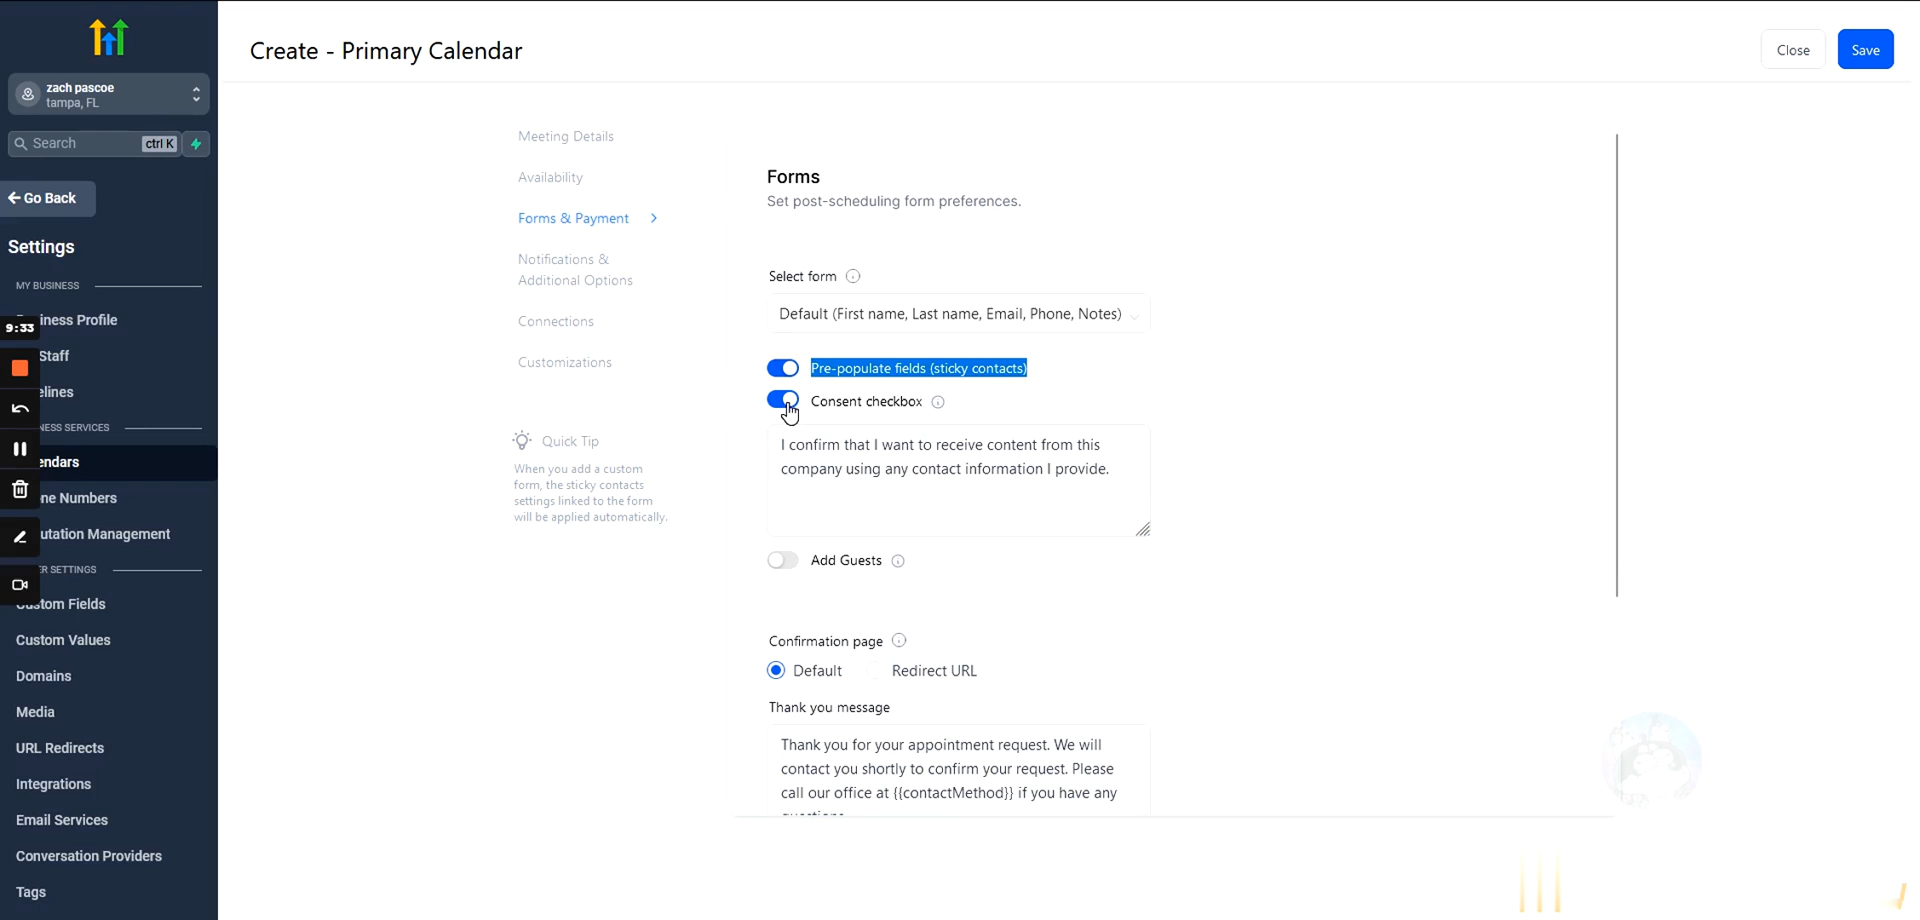 Create - Primary Calendar
Close
Save
zach pascoe
tampa, FL
Search
ctrl K
Go Back
Settings
MY BUSINESS
iness Profile
9:33
Staff
elines
NESS SERVICES
endars
ne Numbers
utation Management
ER SETTINGS
Custom Fields
Custom Values
Domains
Media
URL Redirects
Integrations
Email Services
Conversation Providers
Tags
Meeting Details
Availability
Forms & Payment
Notifications &
Additional Options
Connections
Customizations
Quick Tip
When you add a custom
form, the sticky contacts
settings linked to the form
will be applied automatically.
Forms
Set post-scheduling form preferences.
Select form
Default (First name, Last name, Email, Phone, Notes)
Pre-populate fields (sticky contacts)
Consent checkbox
I confirm that I want to receive content from this
company using any contact information I provide.
Add Guests
Confirmation page
Default
Redirect URL
Thank you message
Thank you for your appointment request. We will
contact you shortly to confirm your request. Please
call our office at {{contactMethod}} if you have any